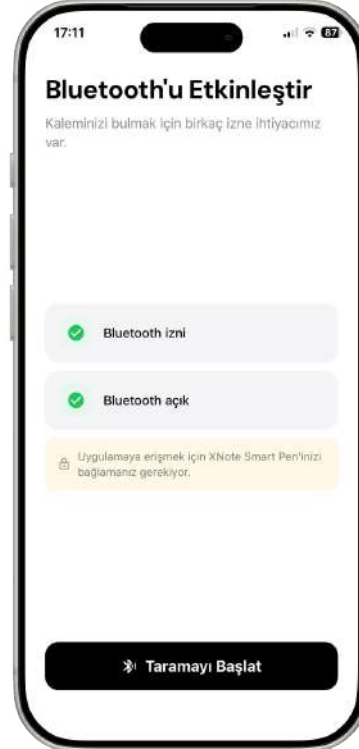 17:11
87
Bluetooth'u Etkinleştir
Kaleminizi bulmak için birkaç izne ihtiyacımız
var.
Bluetooth izni
Bluetooth açık
Uygulamaya erişmek için XNote Smart Pen'inizi
bağlamanız gerekiyor.
Taramayı Başlat